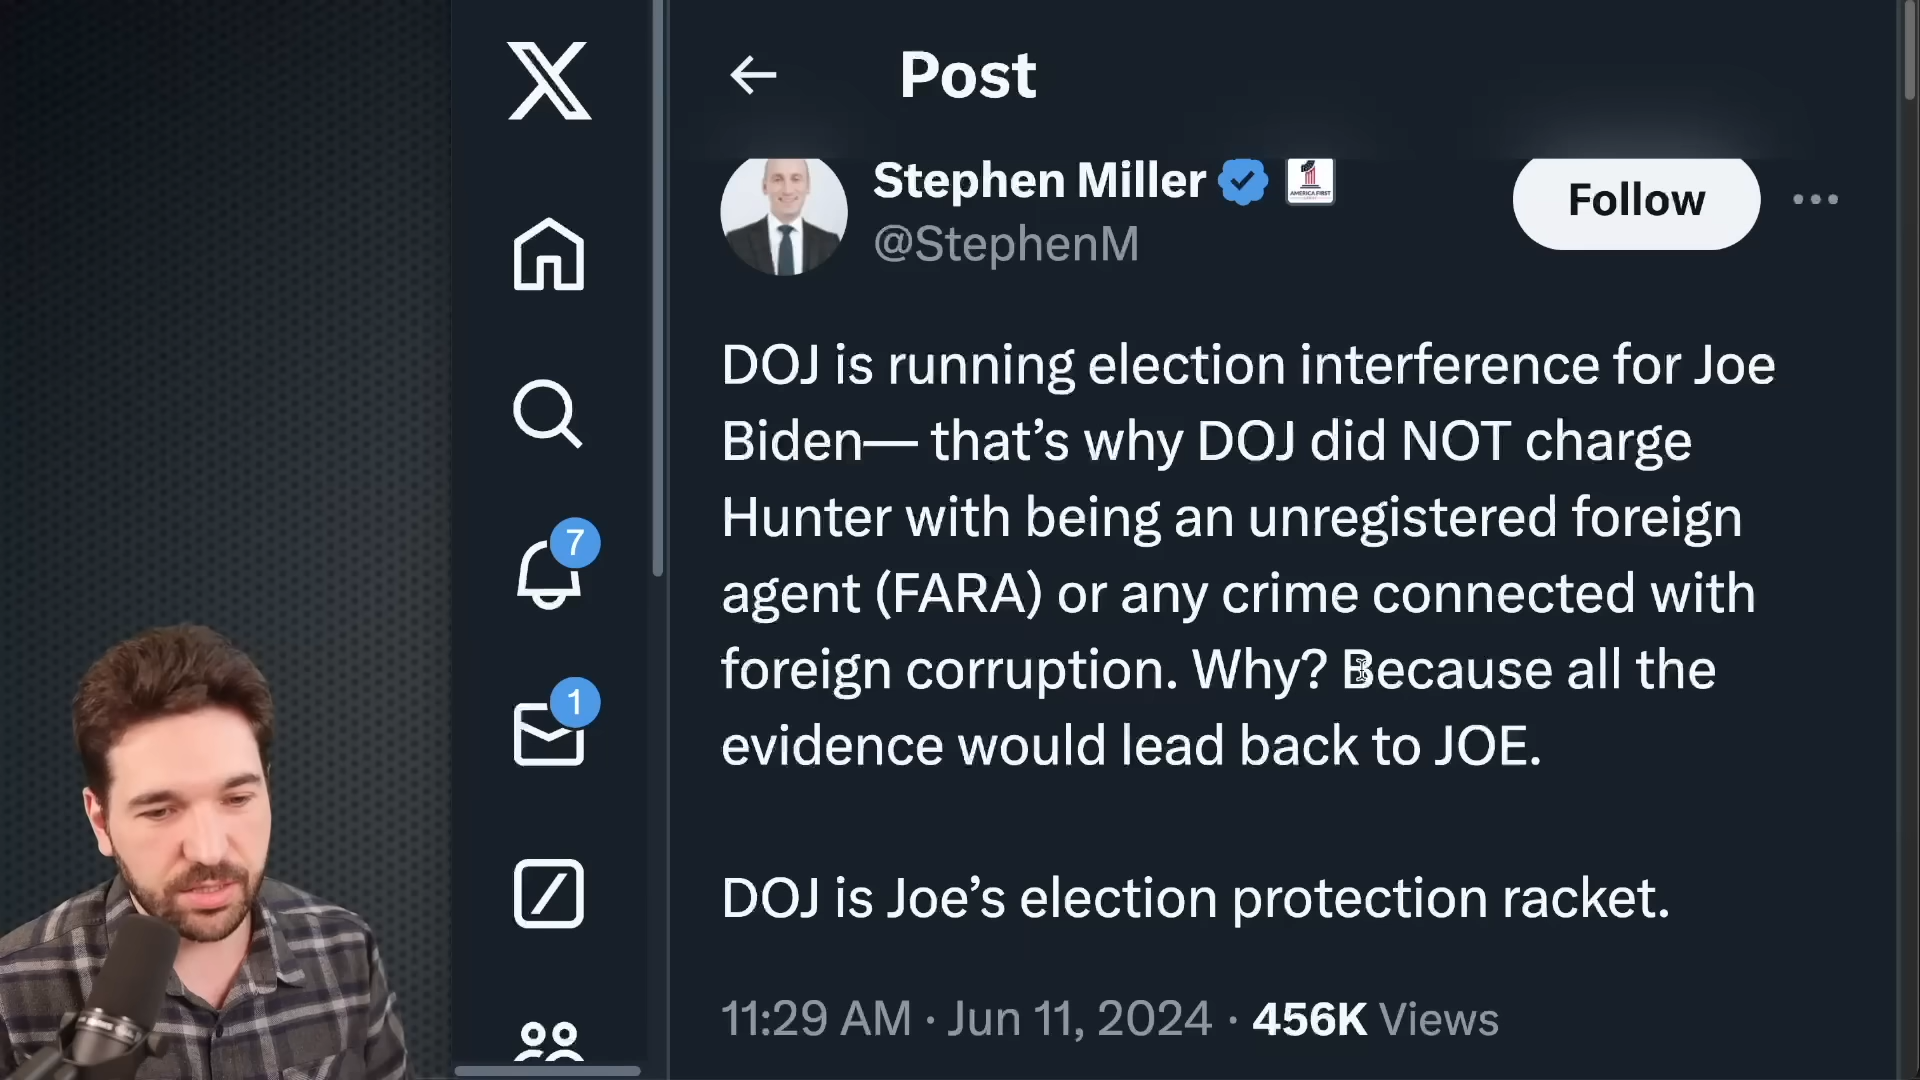 Post
Stephen Miller
AMERICA FIRST
@StephenM
Follow
DOJ is running election interference for Joe
Biden— that’s why DOJ did NOT charge
Hunter with being an unregistered foreign
agent (FARA) or any crime connected with
foreign corruption. Why? Because all the
evidence would lead back to JOE.
DOJ is Joe’s election protection racket.
11:29 AM · Jun 11, 2024 · 456K Views
7
1